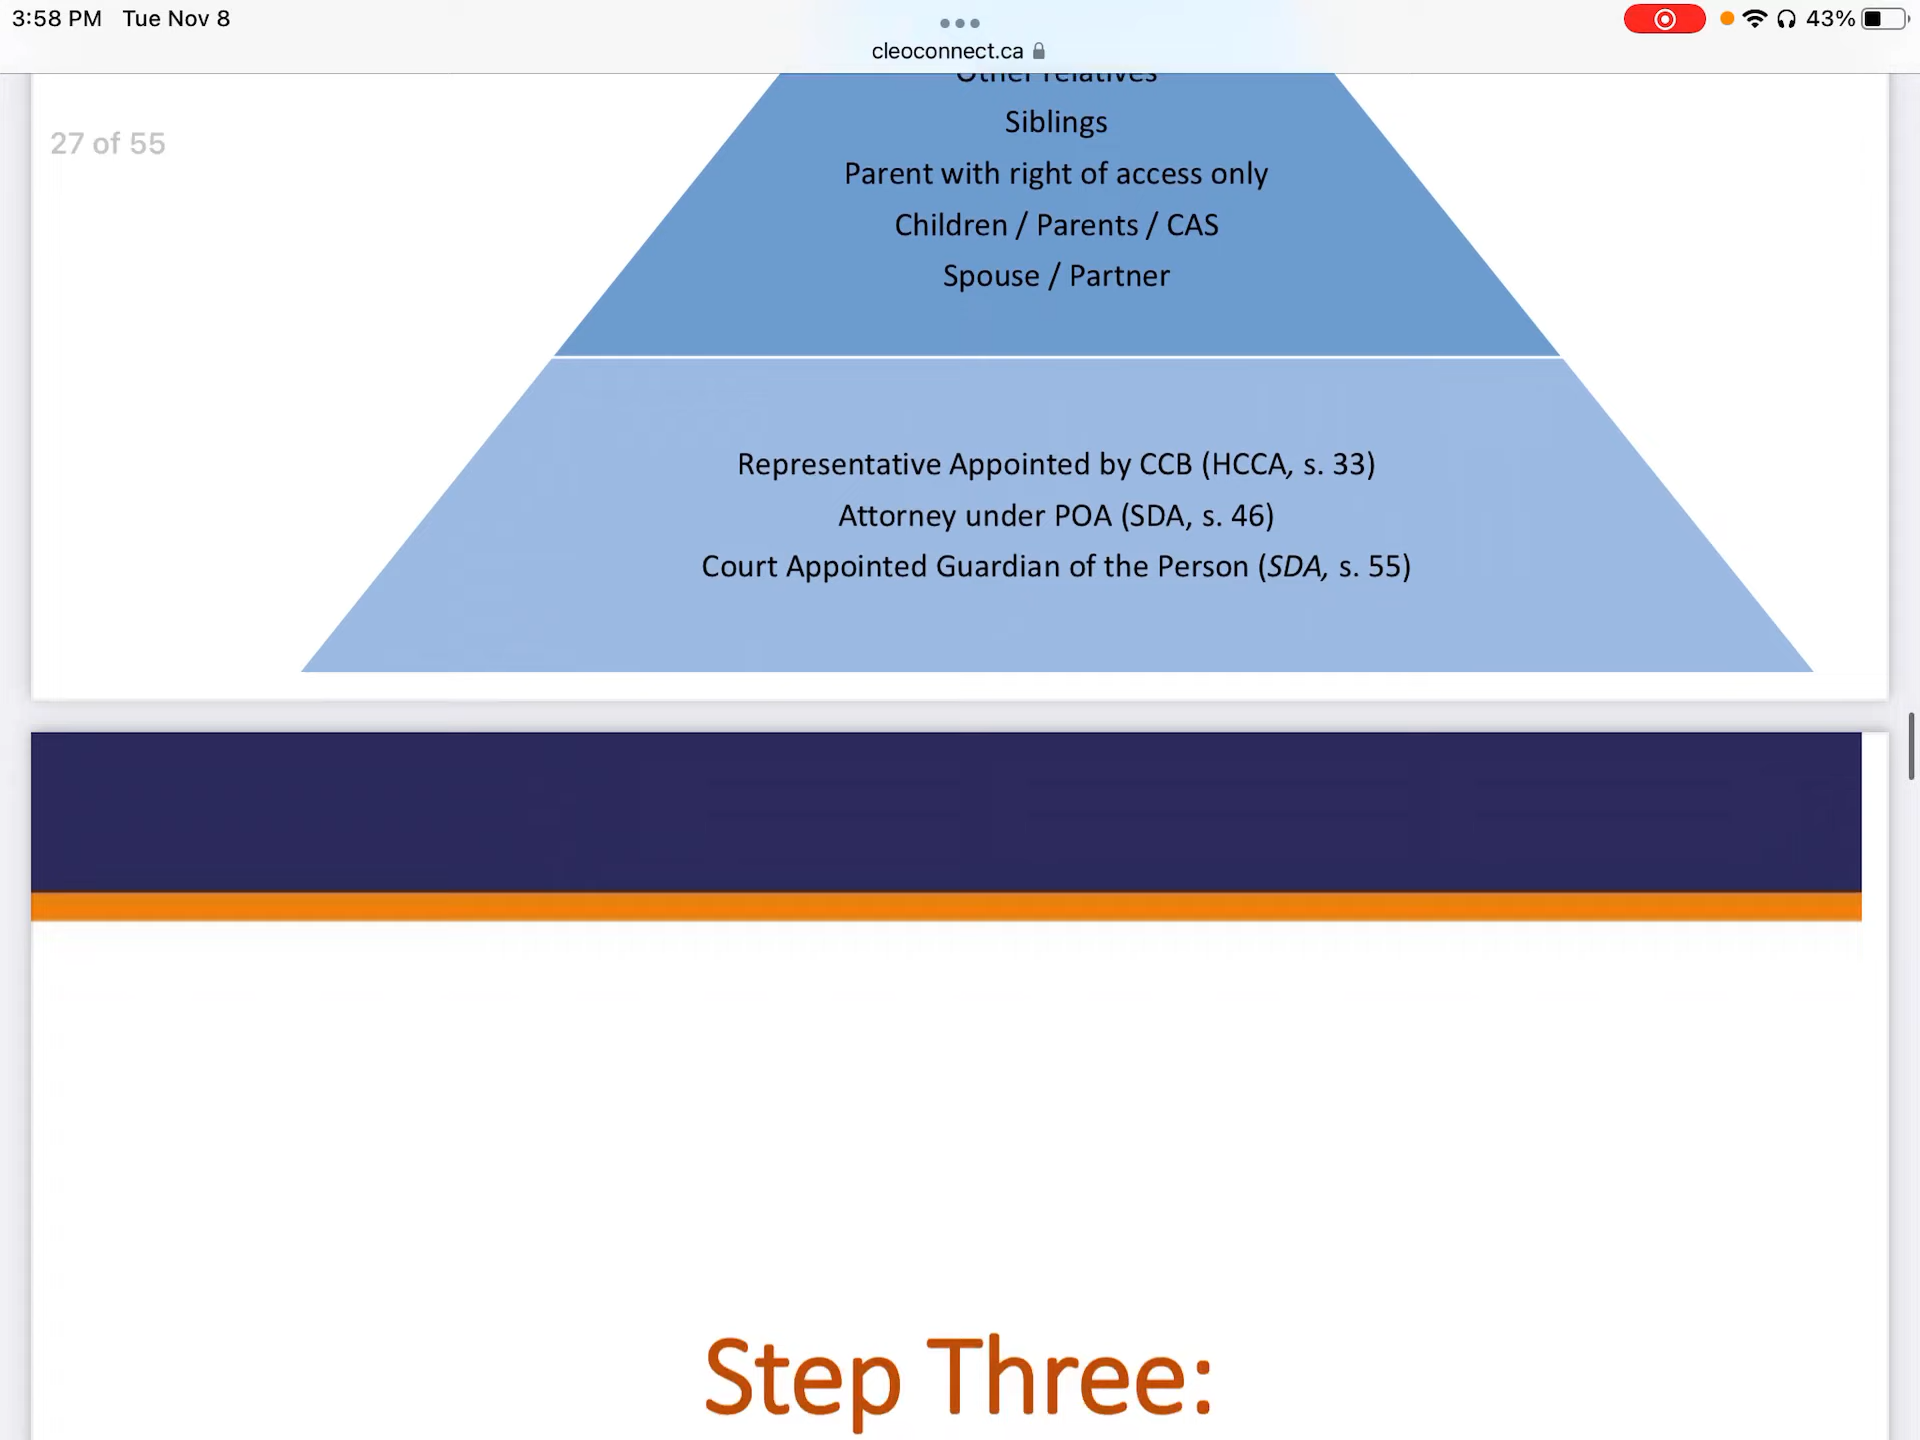 3:58 PM Tue Nov 8
43%
cleoconnect.ca
Other relatives
27 of 55
Siblings
Parent with right of access only
Children / Parents / CAS
Spouse / Partner
Representative Appointed by CCB (HCCA, s. 33)
Attorney under POA (SDA, s. 46)
Court Appointed Guardian of the Person (SDA, s. 55)
Step Three: